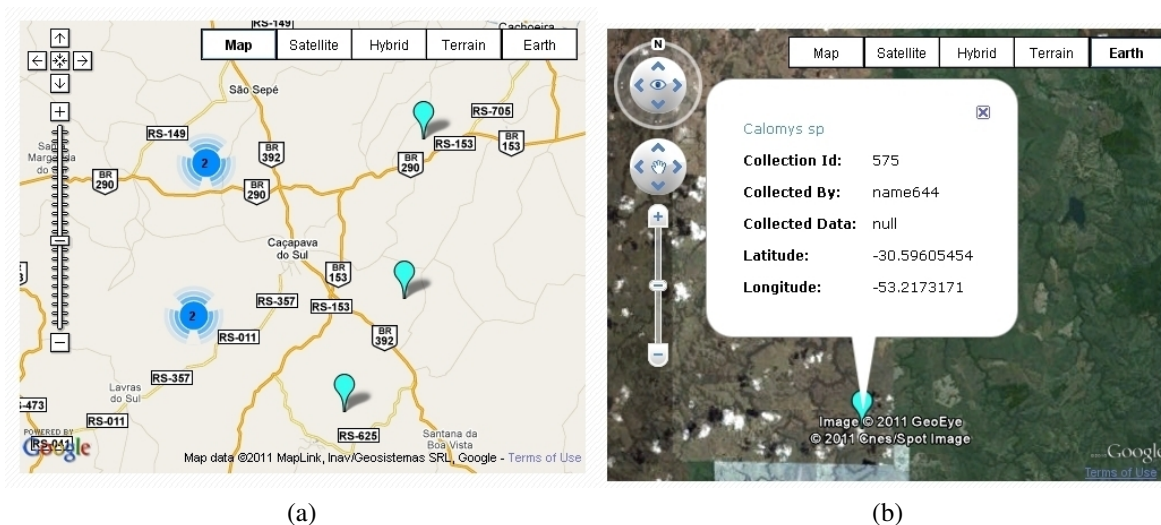 RS-149
Cachoeira
Map
Satellite
Hybrid
Terrain
Earth
São Sepé
RS-705
RS-149
RS-153
BR
153
BR
392
2
BR
290
BR
290
BR
290
Caçapava
do Sul
BR
153
RS-357
RS-153
2
RS-011
BR
392
RS-357
Lavras
do Sul
-473
RS-011
RS-625
Santana da
Boa Vista
POWERED BY
Google
RS-041
Map data ©2011 MapLink, Inav/Geosistemas SRL, Google - Terms of Use
(a)
N
Map
Satellite
Hybrid
Terrain
Earth
Calomys sp
Collection Id: 575
Collected By: name644
Collected Data: null
Latitude: -30.59605454
Longitude: -53.2173171
Image © 2011 GeoEye
© 2011 Cnes/Spot Image
Google
Terms of Use
(b)